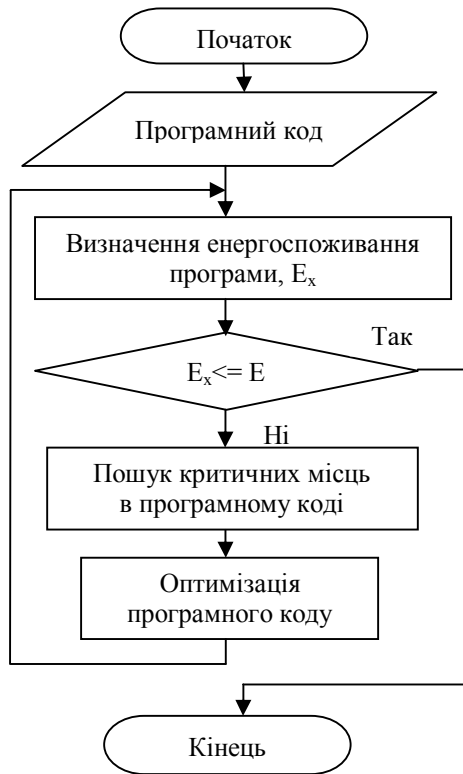 Початок
Програмний код
Визначення енергоспоживання
програми, Eₓ
Так
Eₓ<= E
Ні
Пошук критичних місць
в програмному коді
Оптимізація
програмного коду
Кінець